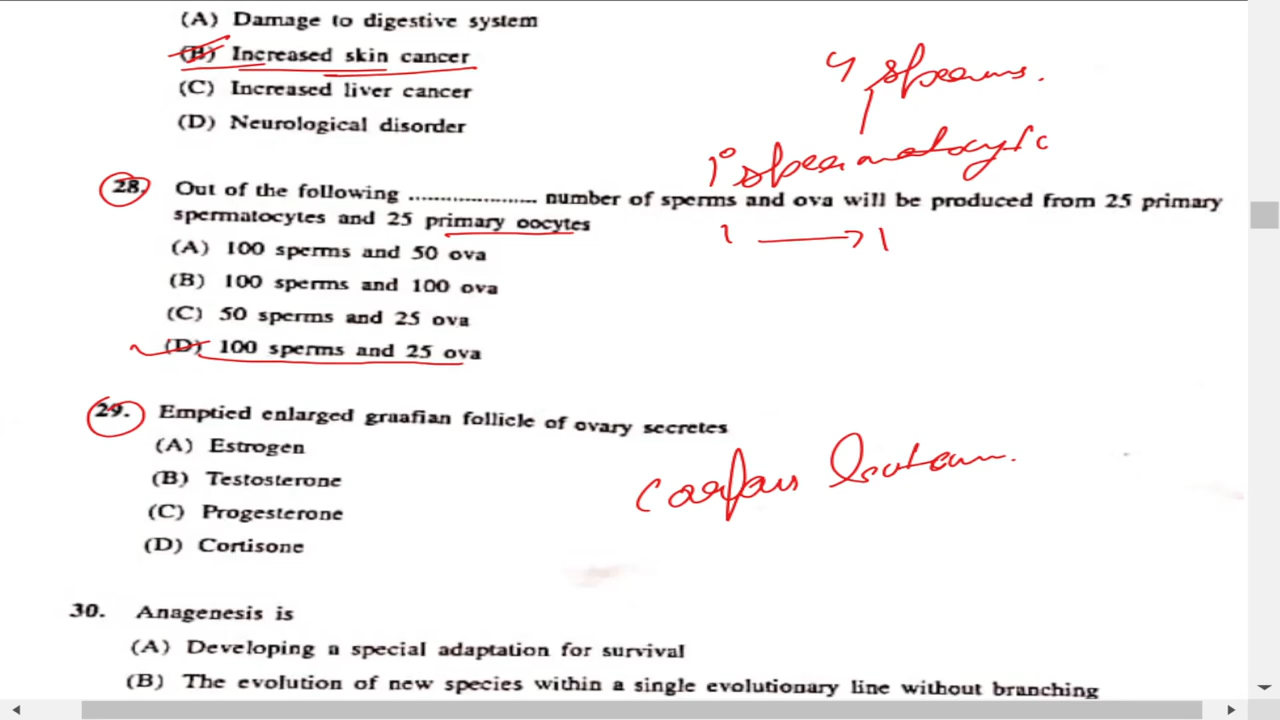 (A) Damage to digestive system
(B) Increased skin cancer
(C) Increased liver cancer
(D) Neurological disorder
4 sperms.
1° spermatocyte
28. Out of the following ..................... number of sperms and ova will be produced from 25 primary
spermatocytes and 25 primary oocytes
1 → 1
(A) 100 sperms and 50 ova
(B) 100 sperms and 100 ova
(C) 50 sperms and 25 ova
(D) 100 sperms and 25 ova
29. Emptied enlarged graafian follicle of ovary secretes
(A) Estrogen
(B) Testosterone
(C) Progesterone
(D) Cortisone
corpus luteum.
30. Anagenesis is
(A) Developing a special adaptation for survival
(B) The evolution of new species within a single evolutionary line without branching